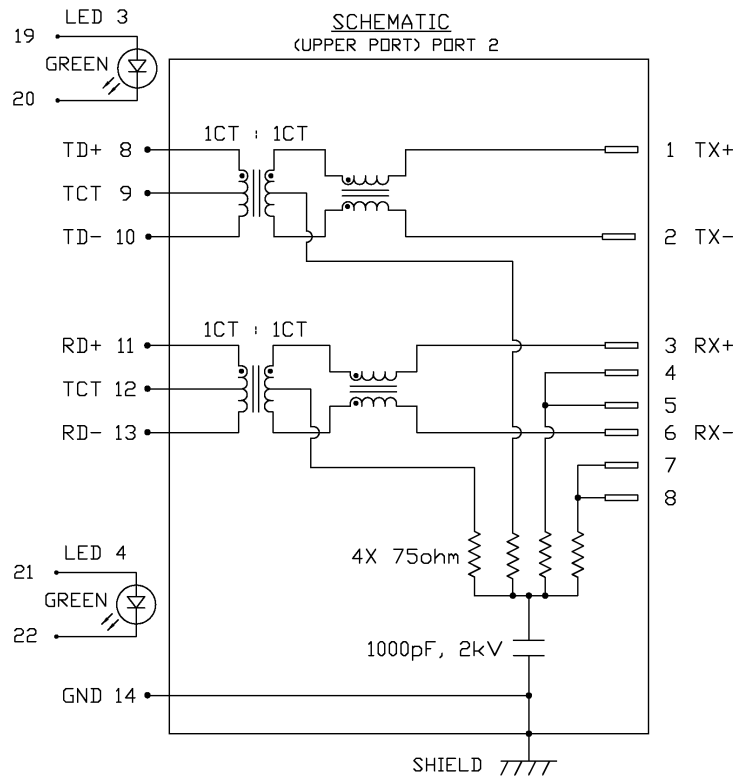 LED 3
SCHEMATIC
(UPPER PORT) PORT 2
19
GREEN
20
1CT : 1CT
TD+ 8
1 TX+
TCT 9
TD- 10
2 TX-
1CT : 1CT
RD+ 11
3 RX+
4
TCT 12
5
RD- 13
6 RX-
7
8
LED 4
4X 75ohm
21
GREEN
22
1000pF, 2kV
GND 14
SHIELD